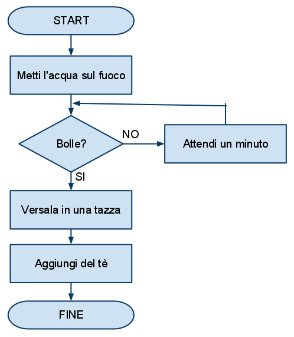 START
Metti l'acqua sul fuoco
Bolle?
NO
Attendi un minuto
SI
Versala in una tazza
Aggiungi del tè
FINE